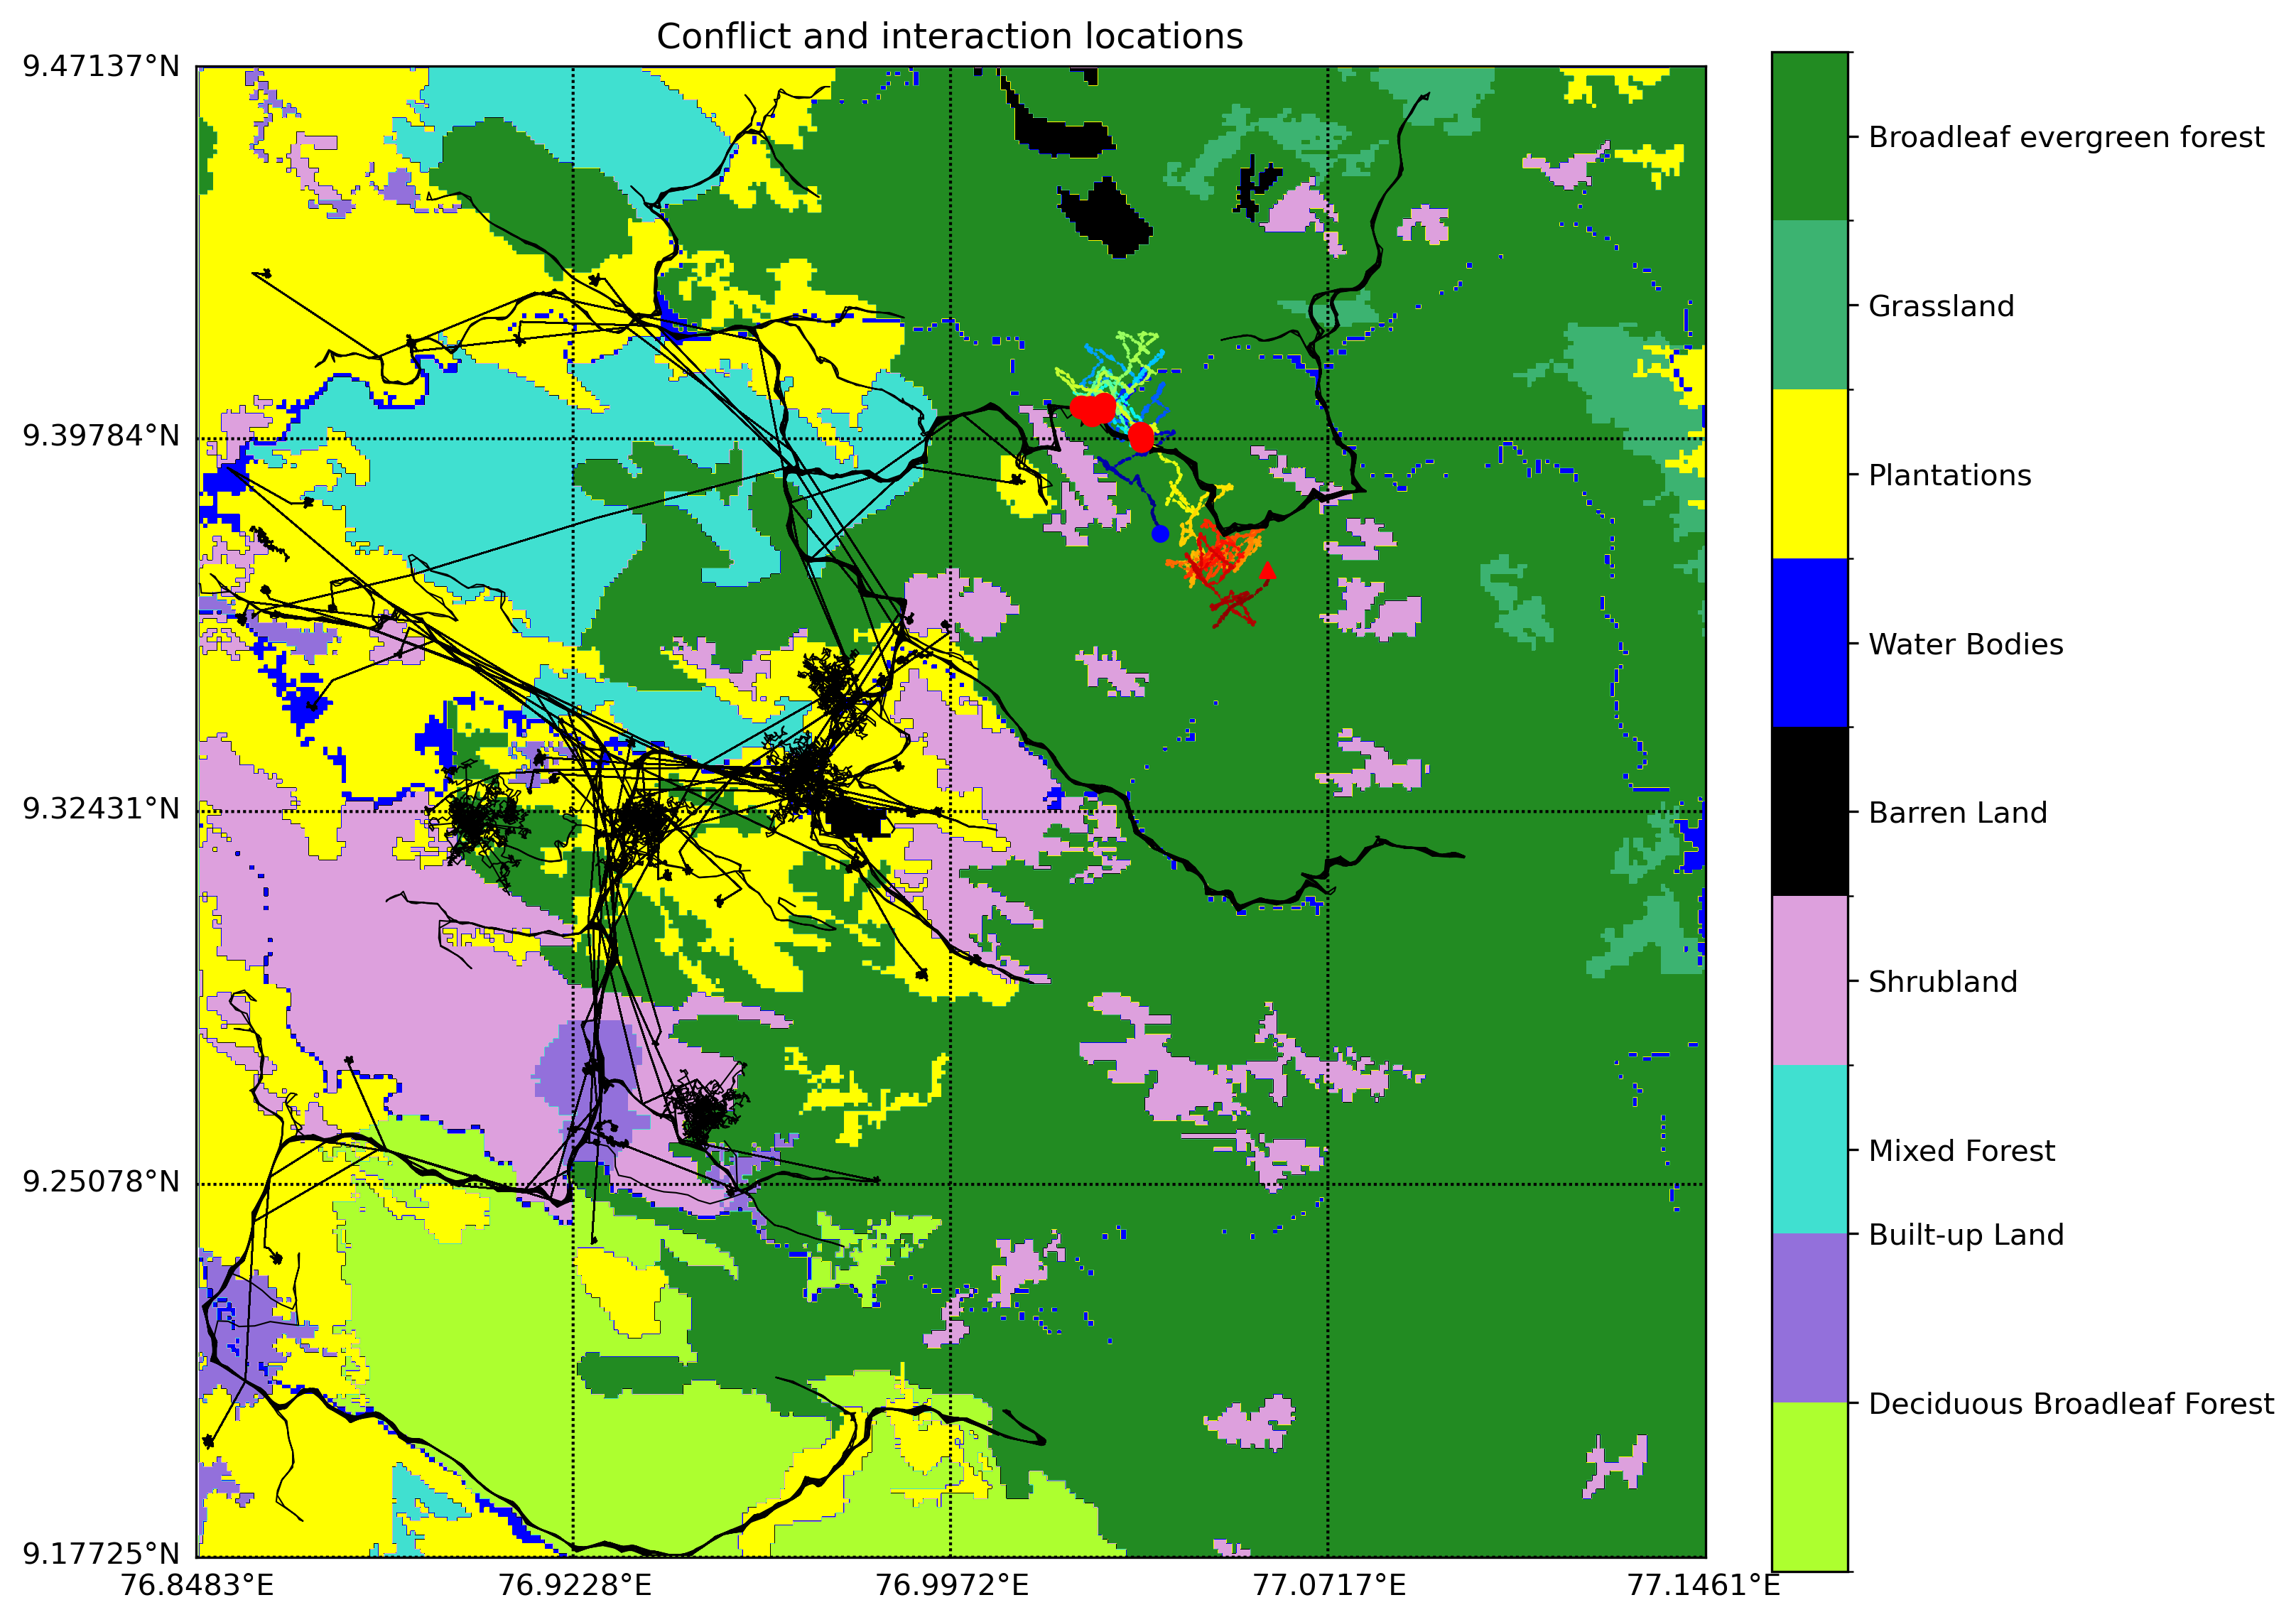 Conflict and interaction locations
9.47137°N
9.39784°N
9.32431°N
9.25078°N
9.17725°N
76.8483°E
76.9228°E
76.9972°E
77.0717°E
77.1461°E
Broadleaf evergreen forest
Grassland
Plantations
Water Bodies
Barren Land
Shrubland
Mixed Forest
Built-up Land
Deciduous Broadleaf Forest